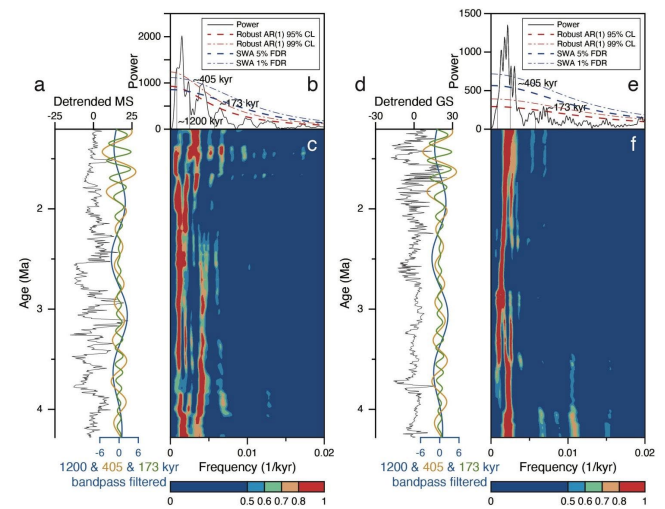 a
Detrended MS
-25 0 25
Age (Ma)
2
3
4
-6 0 6
1200 & 405 & 173 kyr
bandpass filtered
Power
2000
1000
0
Power
Robust AR(1) 95% CL
Robust AR(1) 99% CL
SWA 5% FDR
SWA 1% FDR
b
~405 kyr
~173 kyr
~1200 kyr
c
0 0.01 0.02
Frequency (1/kyr)
0 0.5 0.6 0.7 0.8 1
d
Detrended GS
-30 0 30
Age (Ma)
2
3
4
-6 0 6
1200 & 405 & 173 kyr
bandpass filtered
Power
1500
1000
500
0
Power
Robust AR(1) 95% CL
Robust AR(1) 99% CL
SWA 5% FDR
SWA 1% FDR
e
~405 kyr
~173 kyr
f
0 0.01 0.02
Frequency (1/kyr)
0 0.5 0.6 0.7 0.8 1